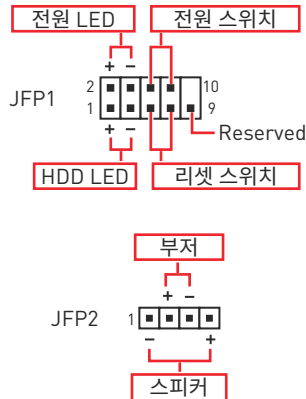 전원 LED 전원 스위치
+ −
JFP1
2 10
1 9
+ −
Reserved
HDD LED 리셋 스위치
부저
+ −
JFP2 1
− +
스피커